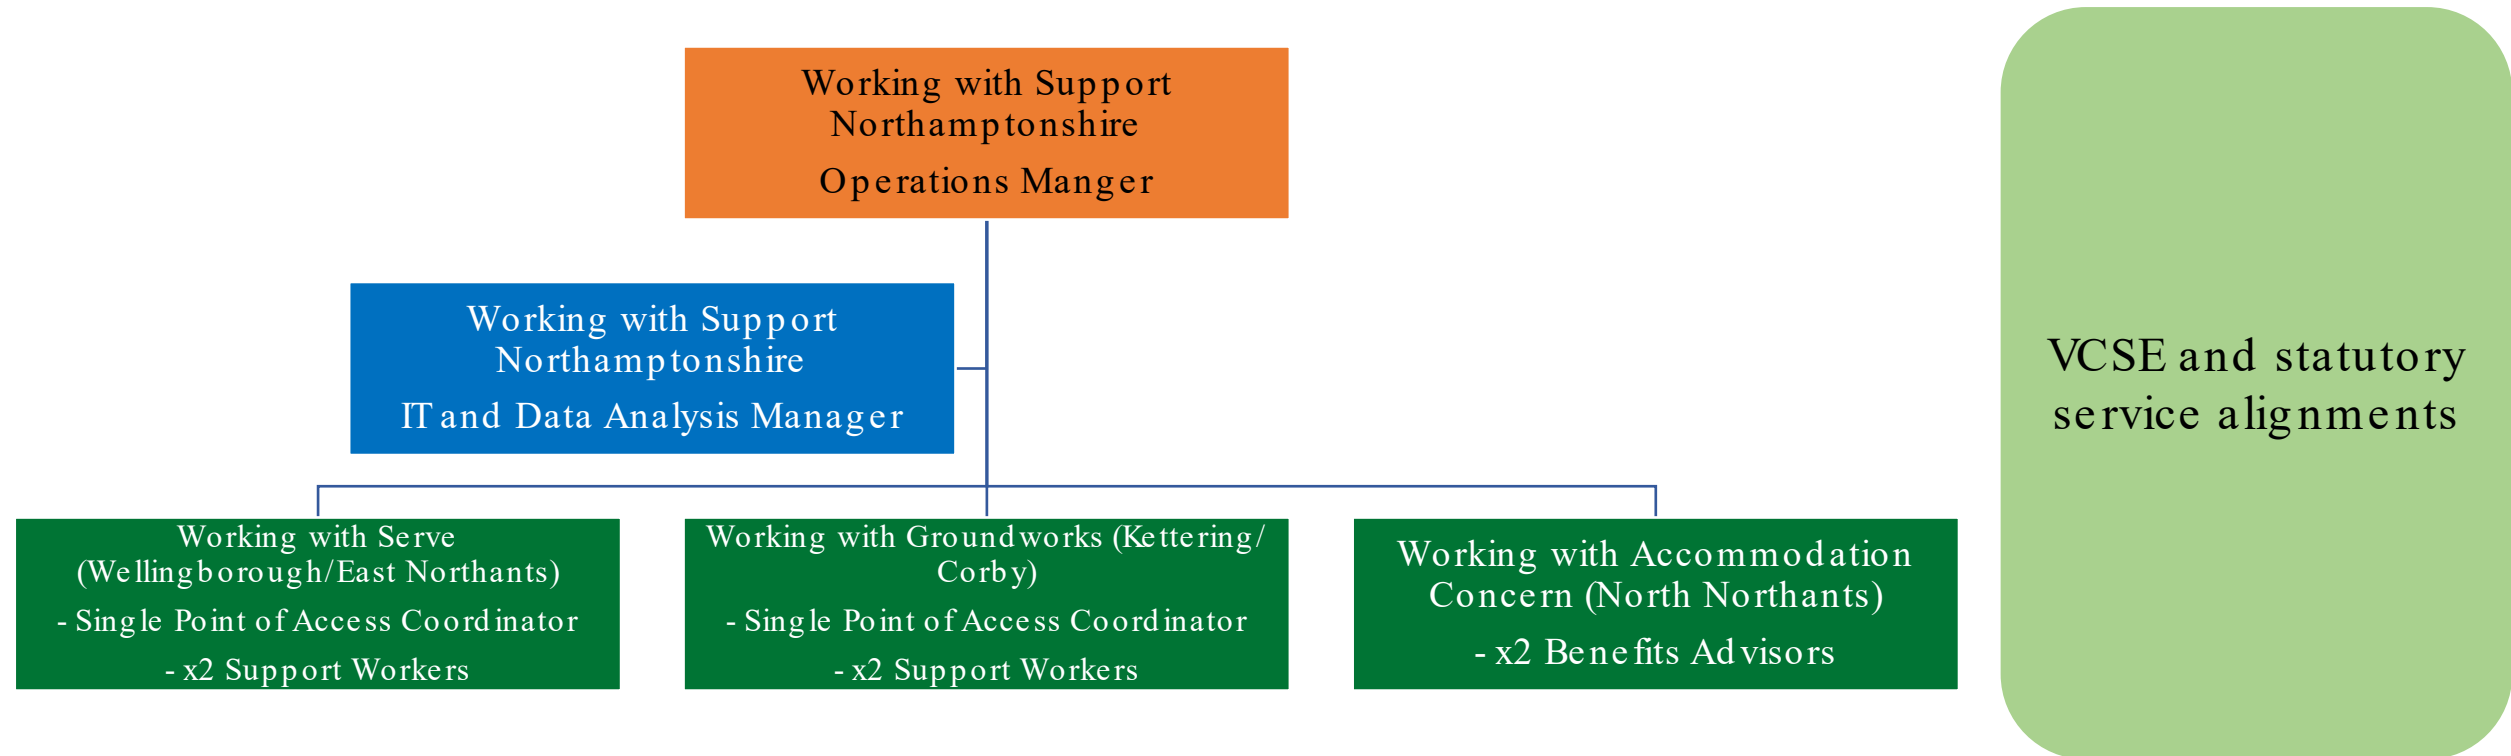 Working with Support
Northamptonshire
Operations Manger
Working with Support
Northamptonshire
IT and Data Analysis Manager
Working with Serve
(Wellingborough/East Northants)
- Single Point of Access Coordinator
- x2 Support Workers
Working with Groundworks (Kettering/
Corby)
- Single Point of Access Coordinator
- x2 Support Workers
Working with Accommodation
Concern (North Northants)
- x2 Benefits Advisors
VCSE and statutory
service alignments